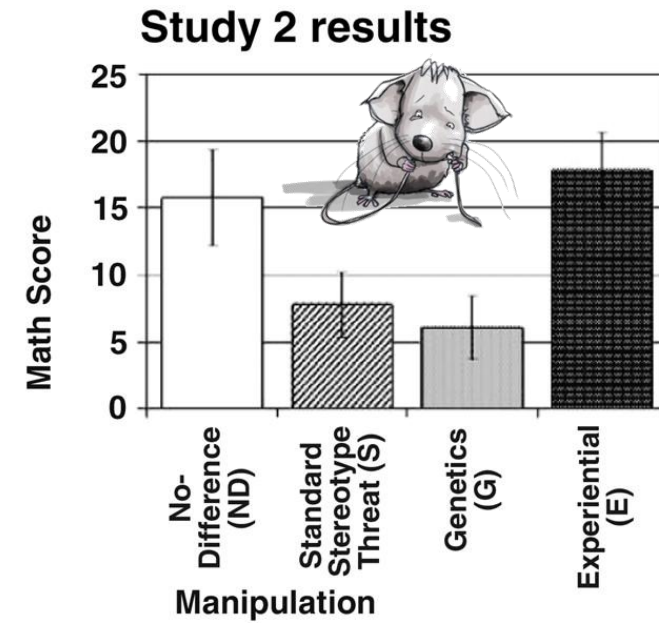 Study 2 results
25
20
15
10
5
0
Math Score
No-
Difference
(ND)
Standard
Stereotype
Threat (S)
Genetics
(G)
Experiential
(E)
Manipulation